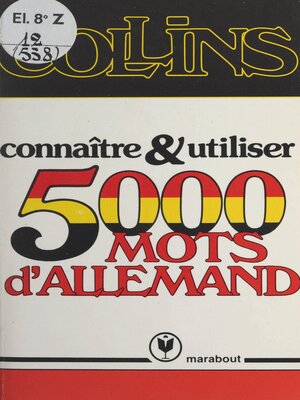 El. 8° Z
12
(558)
COLLINS
connaître & utiliser
5000
MOTS
d'ALLEMAND
marabout